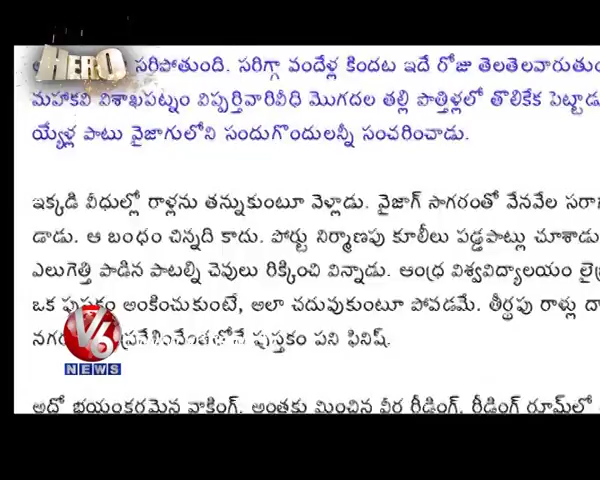 HERO
సరిపోతుంది. సరిగ్గా వందేళ్ల కిందట ఇదే రోజు తెలతెలవారుతుం
మహాకవి విశాఖపట్నం విప్పర్తివారివీధి మొగదల తల్లి పొత్తిళ్లలో తొలికేక పెట్టాడు
య్యేళ్ల పాటు వైజాగులోని సందుగొందులన్నీ సంచరించాడు.
ఇక్కడి వీధుల్లో రాళ్లను తన్నుకుంటూ వెళ్లాడు. వైజాగ్ సాగరంతో వేనవేల సరాగ
డాడు. ఆ బంధం చిన్నది కాదు. పోర్టు నిర్మాణపు కూలీలు పడ్డపాట్లు చూశాడు
ఎలుగెత్తి పాడిన పాటల్ని చెవులు రిక్కించి విన్నాడు. ఆంధ్ర విశ్వవిద్యాలయం లైబ్ర
ఒక పుస్తకం అంకించుకుంటే, అలా చదువుకుంటూ పోవడమే. తీర్థపు రాళ్లు దా
నగ పుస్తకం పని ఫినిష్.
V6
NEWS
అదో భయంకరమైన వాకింగ్. అంతకు మించిన వీర రీడింగ్. రీడింగ్ రూమ్‌లో